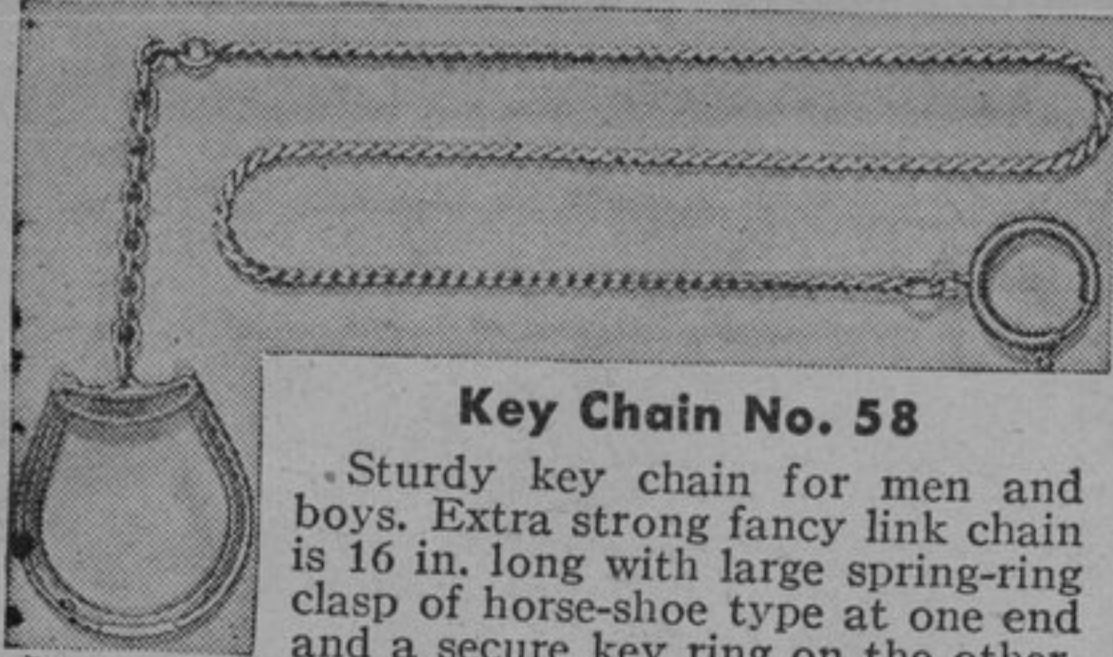 Key Chain No. 58
Sturdy key chain for men and
boys. Extra strong fancy link chain
is 16 in. long with large spring-ring
clasp of horse-shoe type at one end
and a secure key ring on the other.